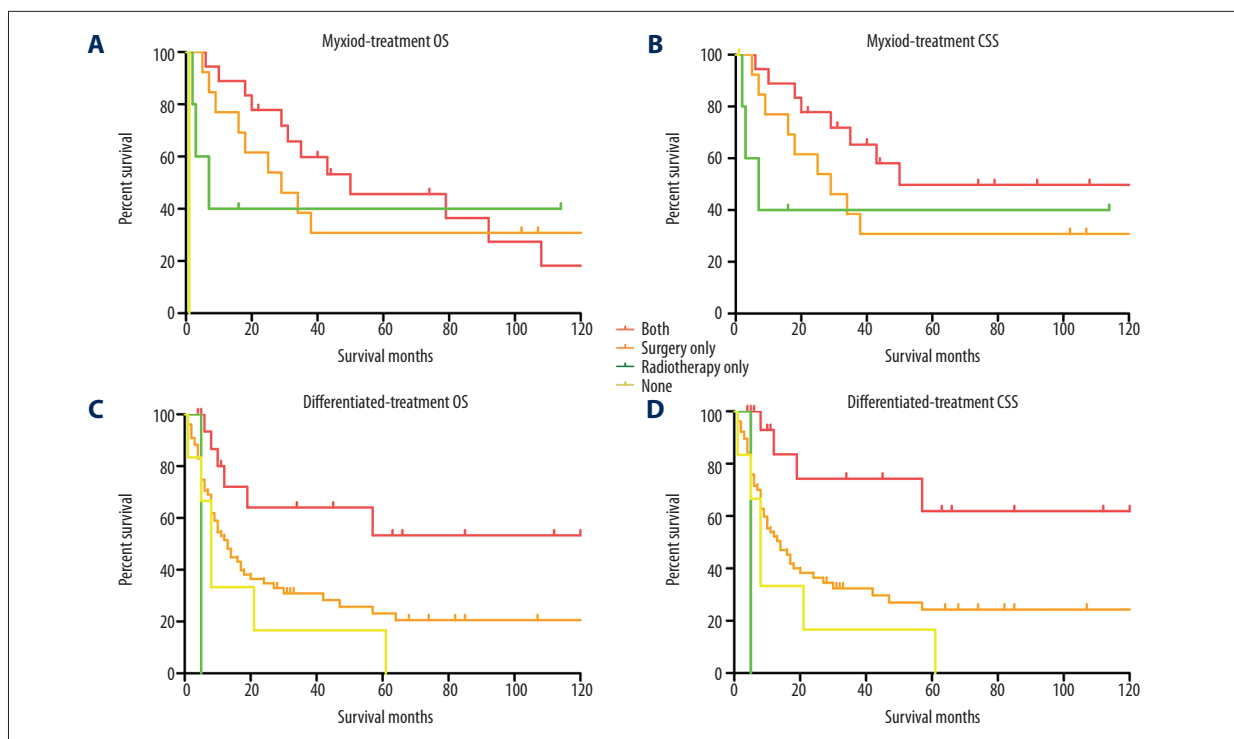 A
Myxiod-treatment OS
100
80
60
40
20
0
Percent survival
0 20 40 60 80 100 120
Survival months
B
Myxiod-treatment CSS
100
80
60
40
20
0
Percent survival
0 20 40 60 80 100 120
Survival months
Both
Surgery only
Radiotherapy only
None
C
Differentiated-treatment OS
100
80
60
40
20
0
Percent survival
0 20 40 60 80 100 120
Survival months
D
Differentiated-treatment CSS
100
80
60
40
20
0
Percent survival
0 20 40 60 80 100 120
Survival months